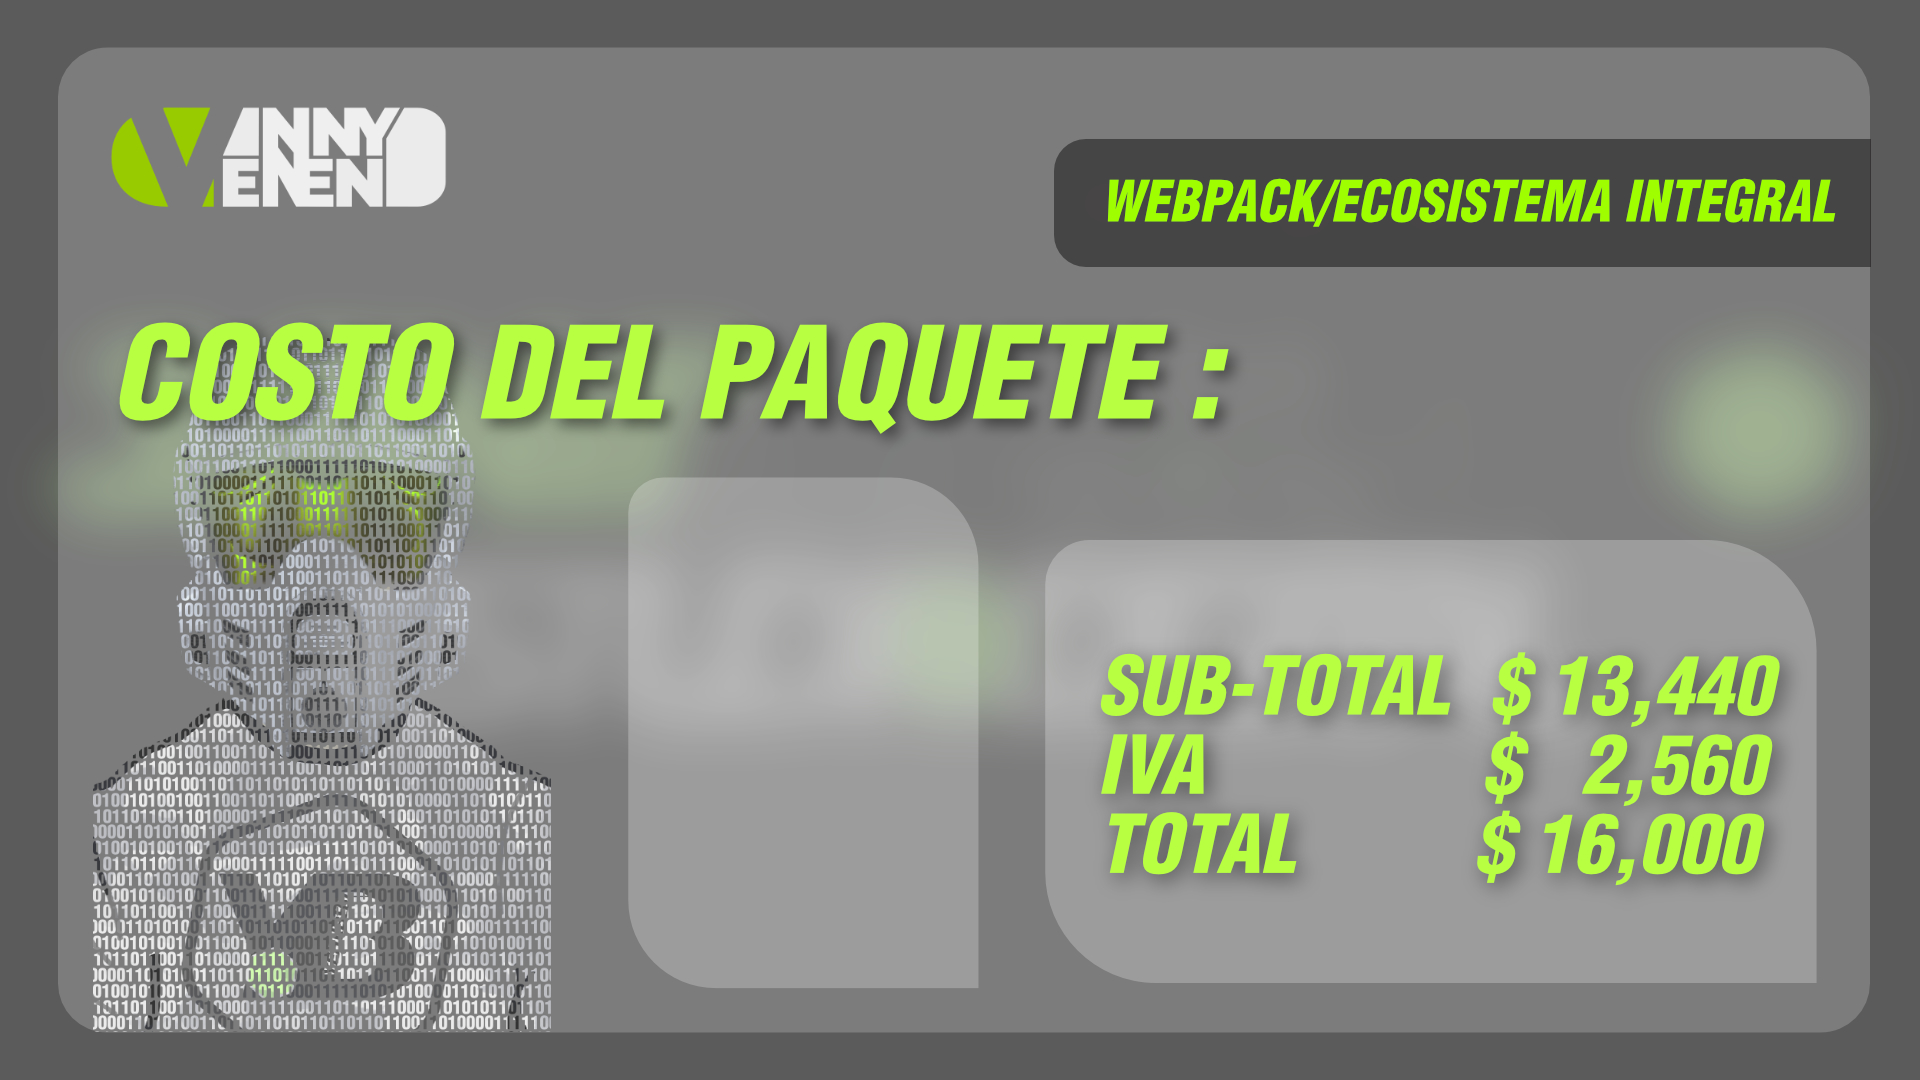 VANNY
VENENO
WEBPACK/ECOSISTEMA INTEGRAL
COSTO DEL PAQUETE :
SUB-TOTAL $ 13,440
IVA $ 2,560
TOTAL $ 16,000